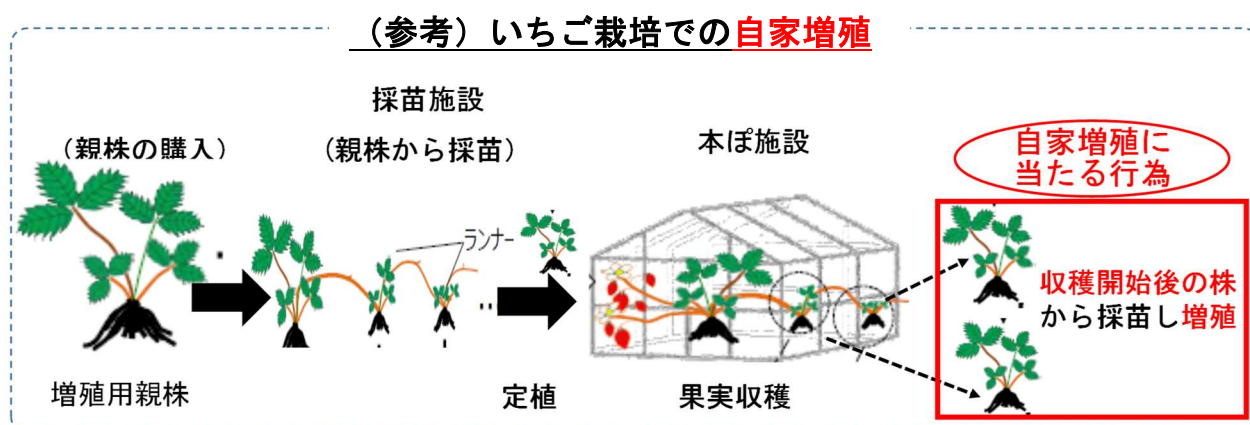 （参考）いちご栽培での自家増殖
採苗施設
（親株の購入）
（親株から採苗）
本ぽ施設
自家増殖に
当たる行為
ランナー
収穫開始後の株
から採苗し増殖
増殖用親株
定植
果実収穫